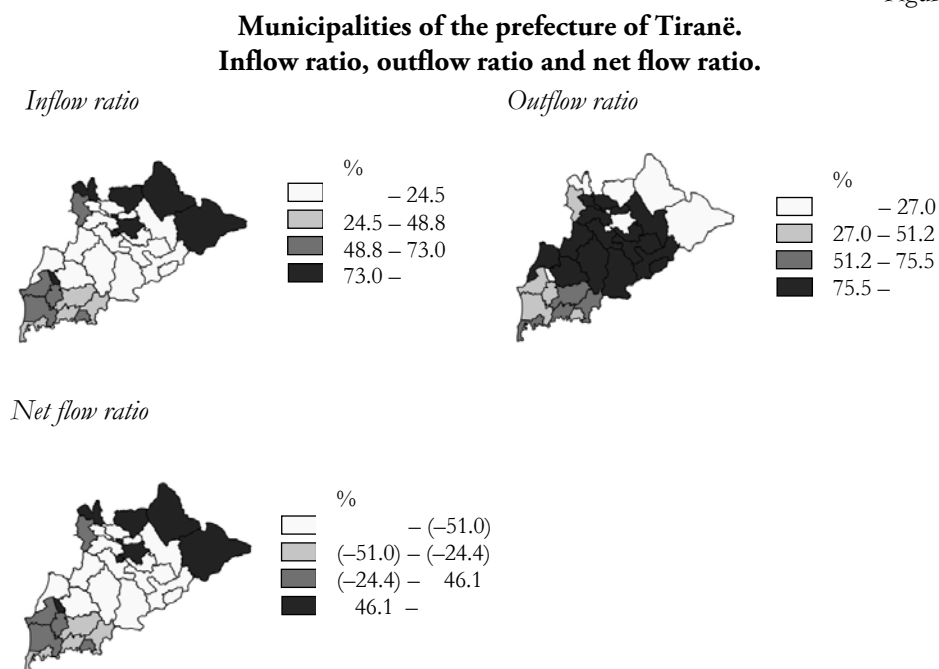 Municipalities of the prefecture of Tiranë.
Inflow ratio, outflow ratio and net flow ratio.
Inflow ratio
%
– 24.5
24.5 – 48.8
48.8 – 73.0
73.0 –
Outflow ratio
%
– 27.0
27.0 – 51.2
51.2 – 75.5
75.5 –
Net flow ratio
%
– (–51.0)
(–51.0) – (–24.4)
(–24.4) – 46.1
46.1 –